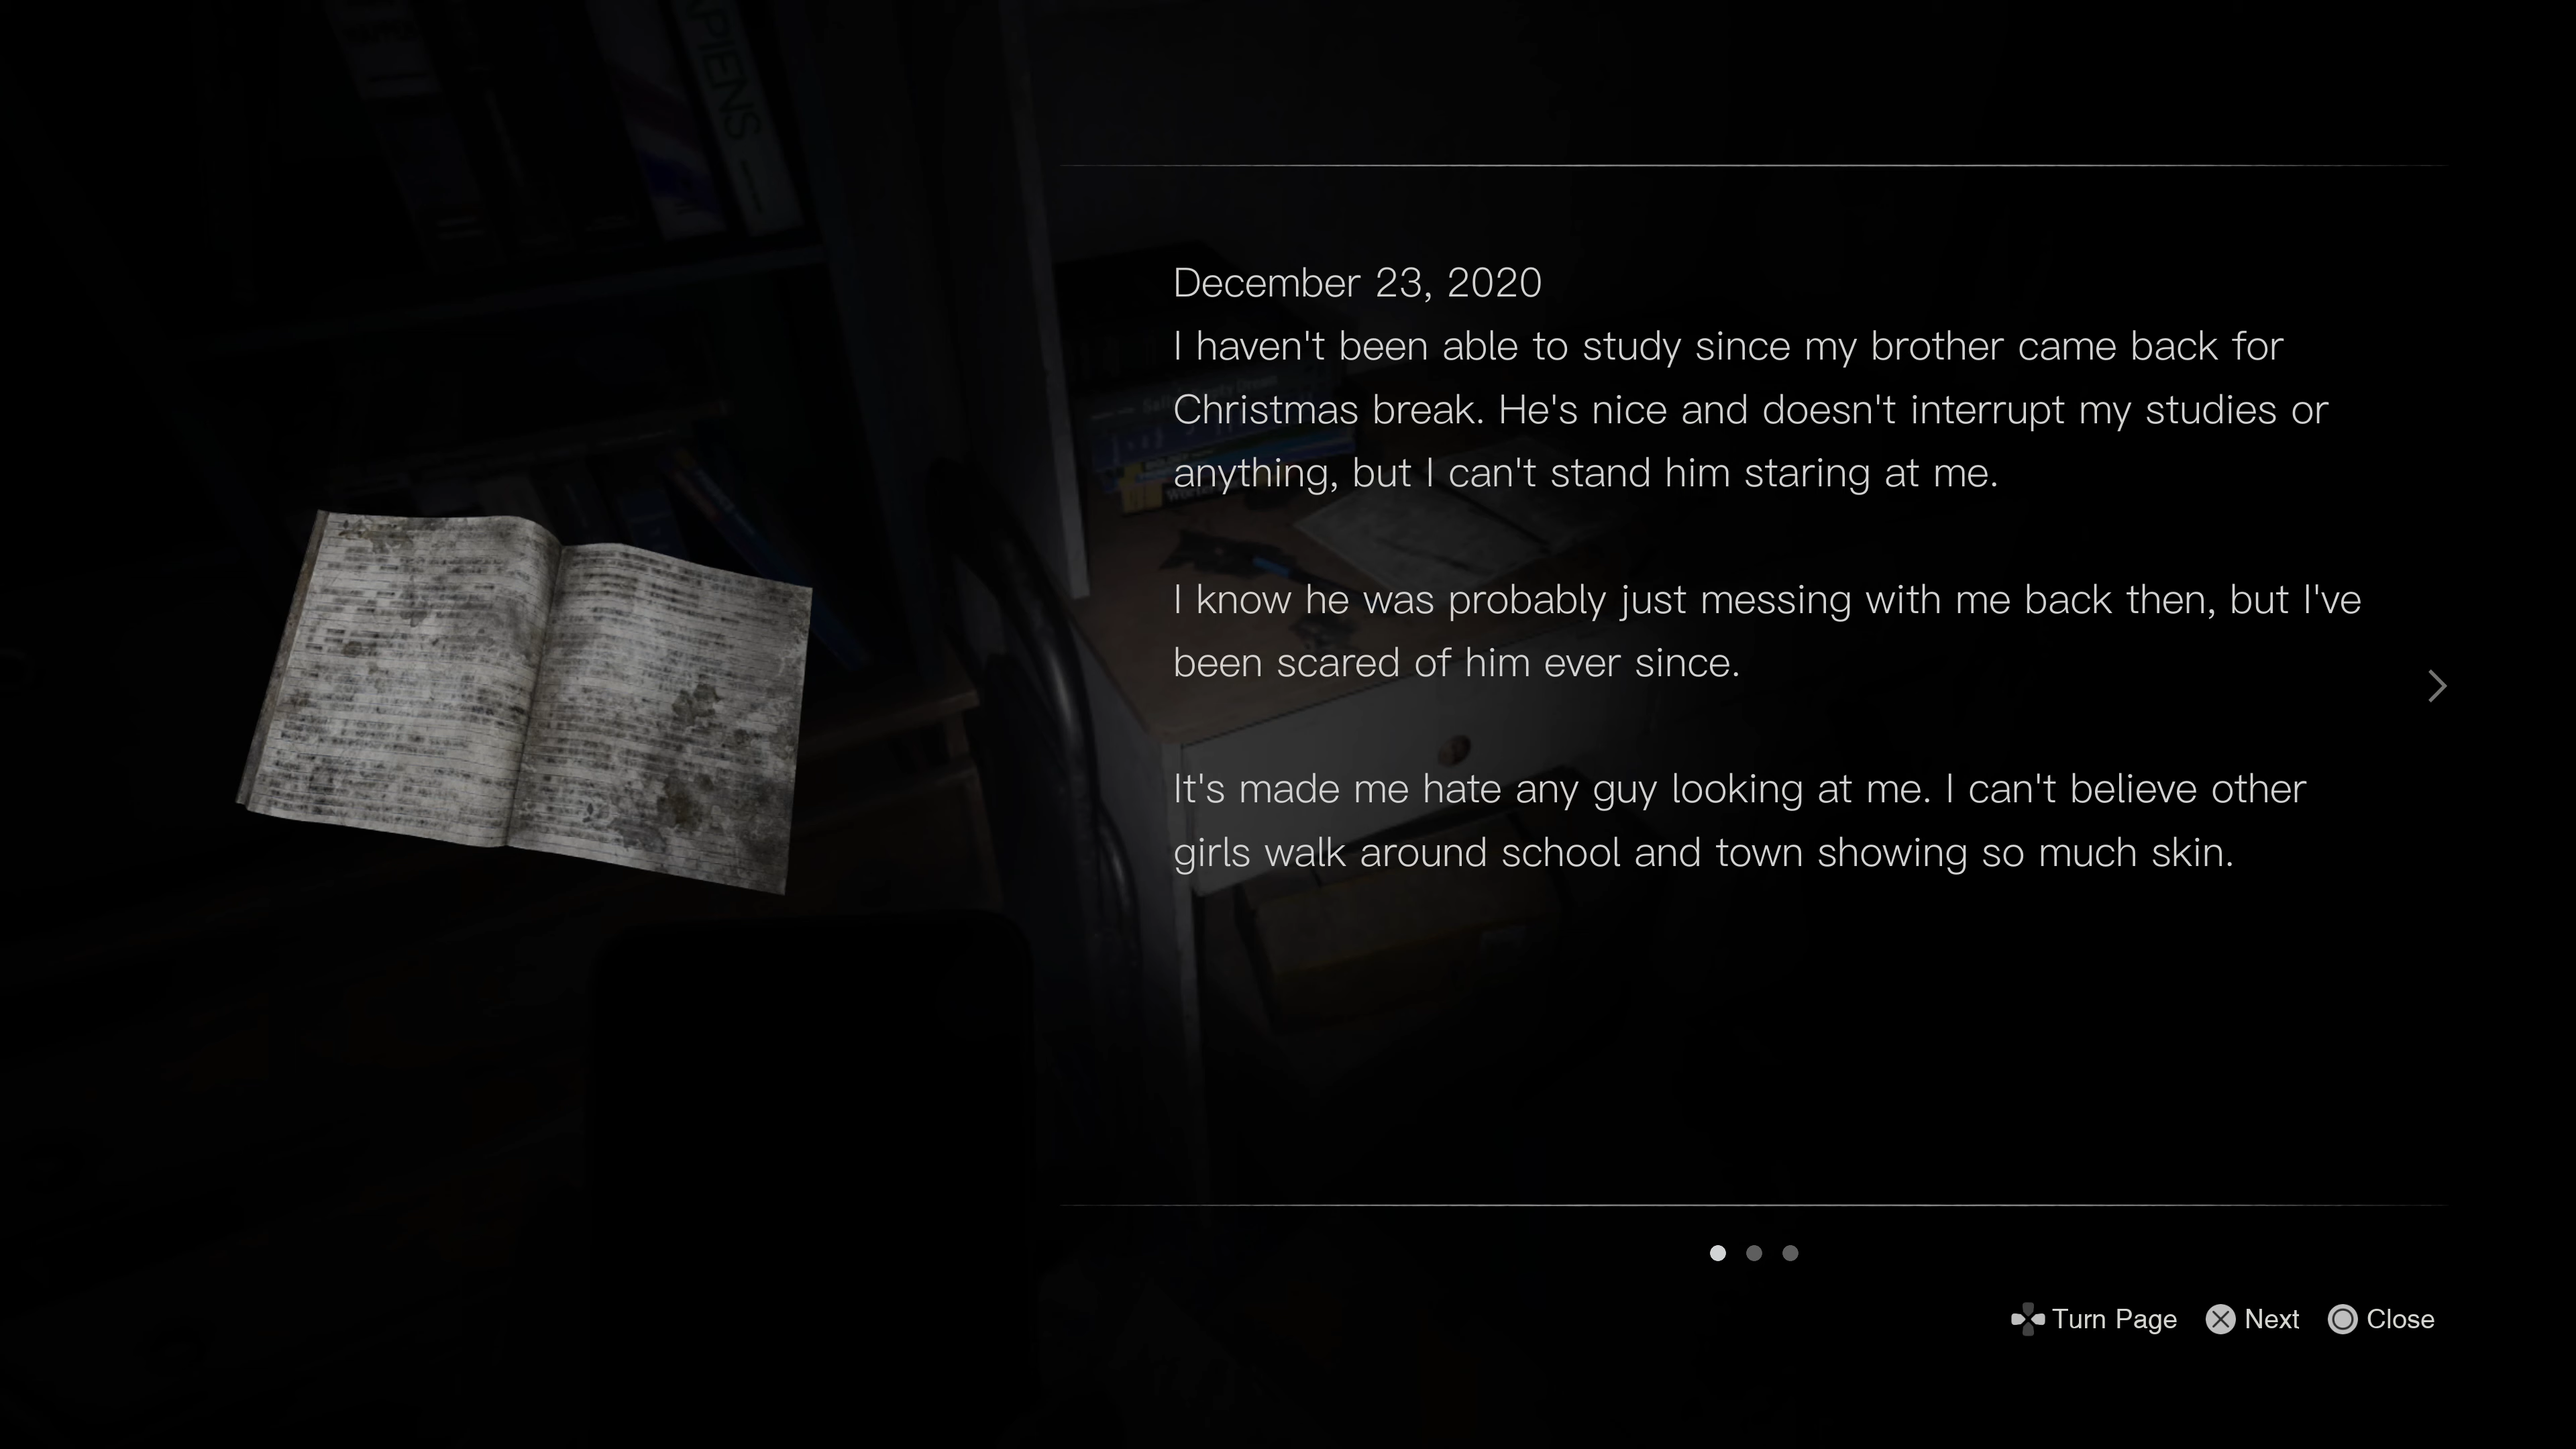 PIENS
December 23, 2020
I haven't been able to study since my brother came back for
Christmas break. He's nice and doesn't interrupt my studies or
anything, but I can't stand him staring at me.
I know he was probably just messing with me back then, but I've
been scared of him ever since.
It's made me hate any guy looking at me. I can't believe other
girls walk around school and town showing so much skin.
Turn Page Next Close